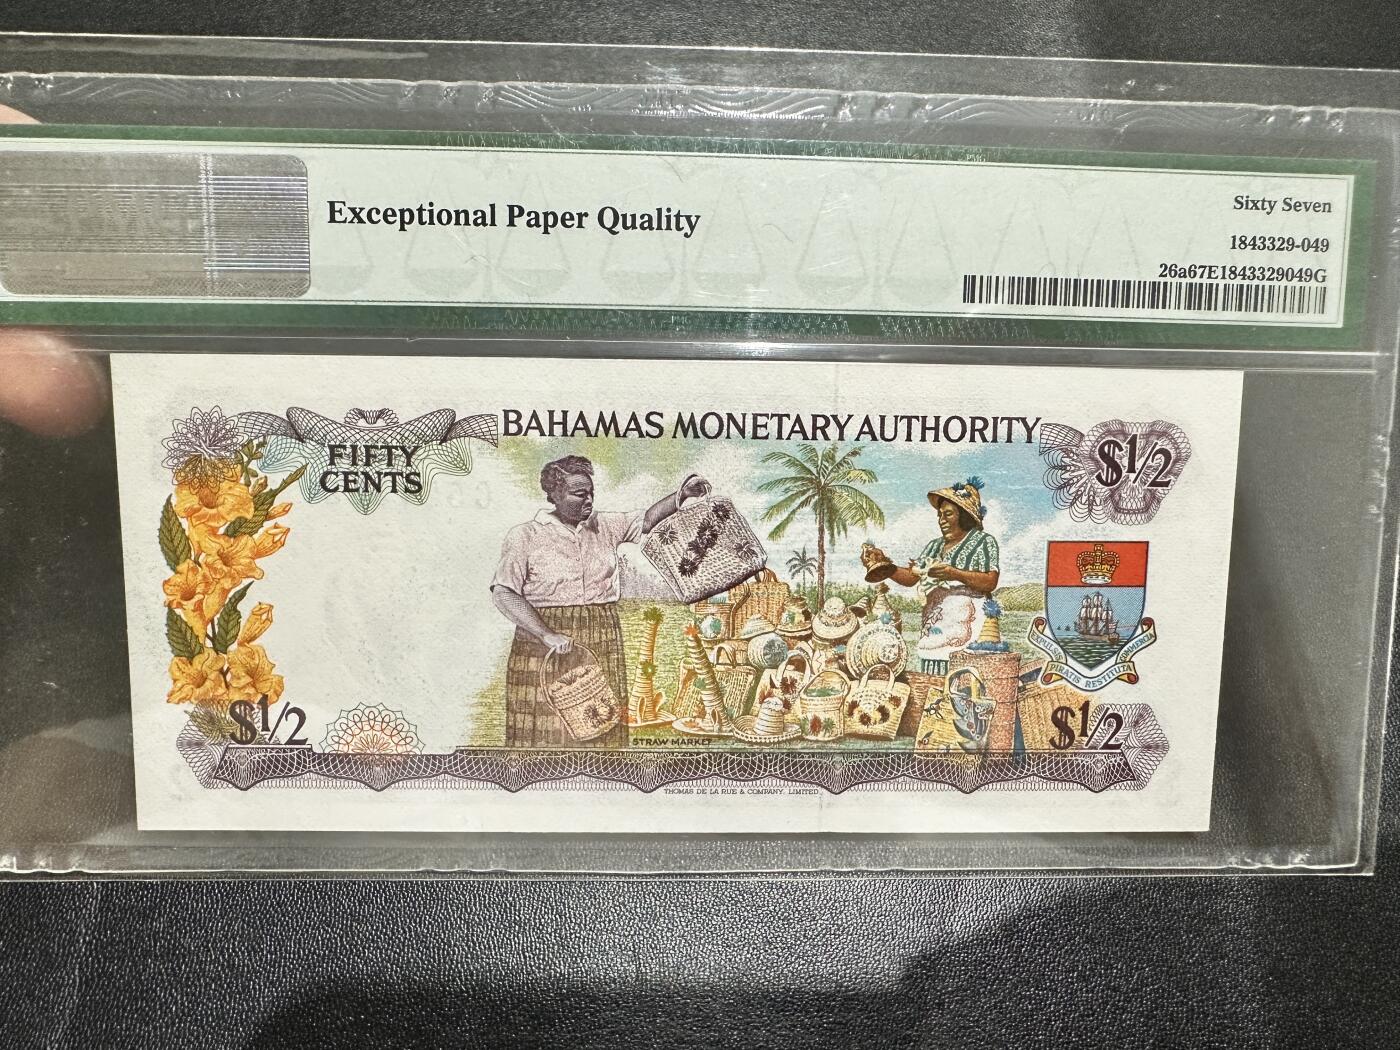 PMG
Exceptional Paper Quality
Sixty Seven
1843329-049
26a67E1843329049G
BAHAMAS MONETARY AUTHORITY
FIFTY
CENTS
$1/2
EXPULSIS PIRATIS RESTITUTA COMMERCIA
$1/2
$1/2
STRAW MARKET
THOMAS DE LA RUE & COMPANY, LIMITED